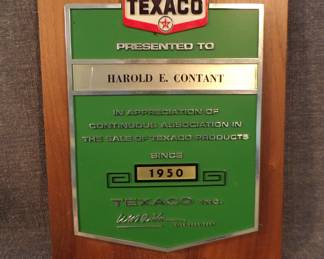 TEXACO
PRESENTED TO
HAROLD E. CONTANT
IN APPRECIATION OF
CONTINUOUS ASSOCIATION IN
THE SALE OF TEXACO PRODUCTS
SINCE
1950
TEXACO INC.